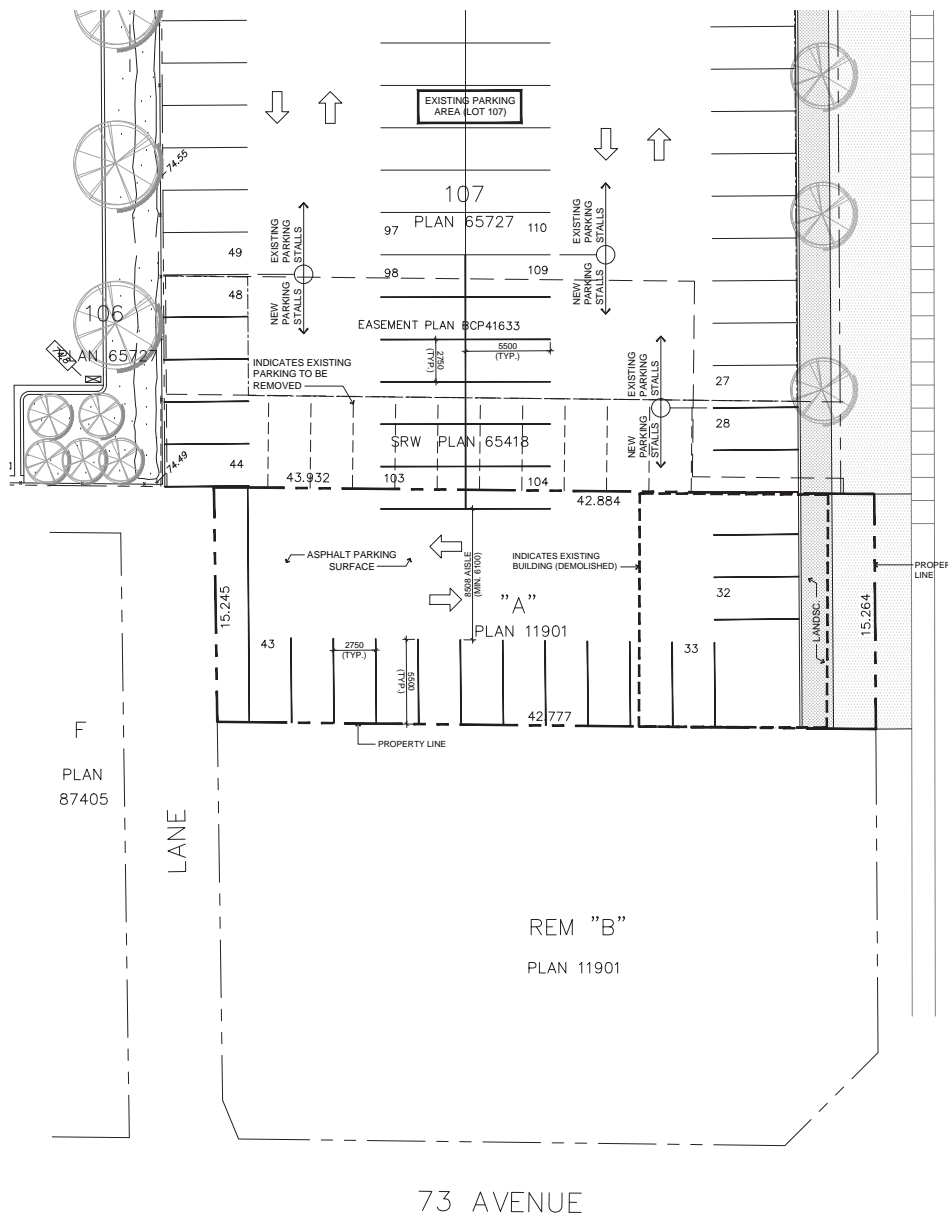 EXISTING PARKING
AREA (LOT 107)
74.55
107
PLAN 65727
EXISTING
PARKING
STALLS
NEW
PARKING
STALLS
EXISTING
PARKING
STALLS
NEW
PARKING
STALLS
97
110
49
98
109
48
106
PLAN 65727
74.8
EASEMENT PLAN BCP41633
5500
(TYP.)
2750
(TYP.)
INDICATES EXISTING
PARKING TO BE
REMOVED
EXISTING
PARKING
STALLS
NEW
PARKING
STALLS
27
28
SRW PLAN 65418
44
74.49
43.932
103
104
42.884
ASPHALT PARKING
SURFACE
8508 AISLE
(MIN. 6100)
INDICATES EXISTING
BUILDING (DEMOLISHED)
PROPER
LINE
"A"
PLAN 11901
32
LANDSC.
15.245
15.264
43
2750
(TYP.)
5500
(TYP.)
33
42.777
PROPERTY LINE
F
PLAN
87405
LANE
REM "B"
PLAN 11901
73 AVENUE